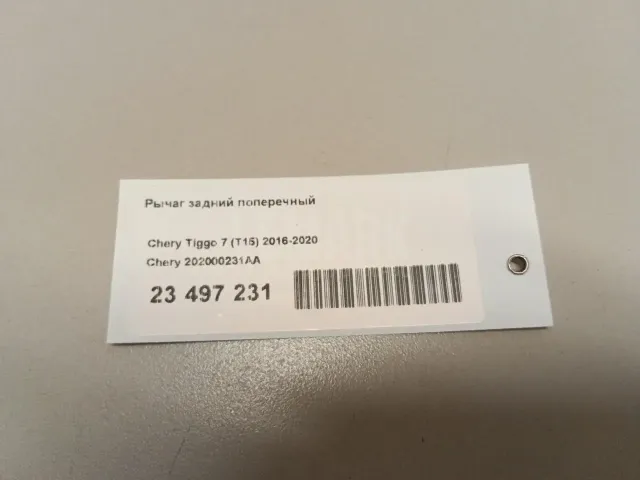 Рычаг задний поперечный
Chery Tiggo 7 (T15) 2016-2020
Chery 202000231AA
23 497 231